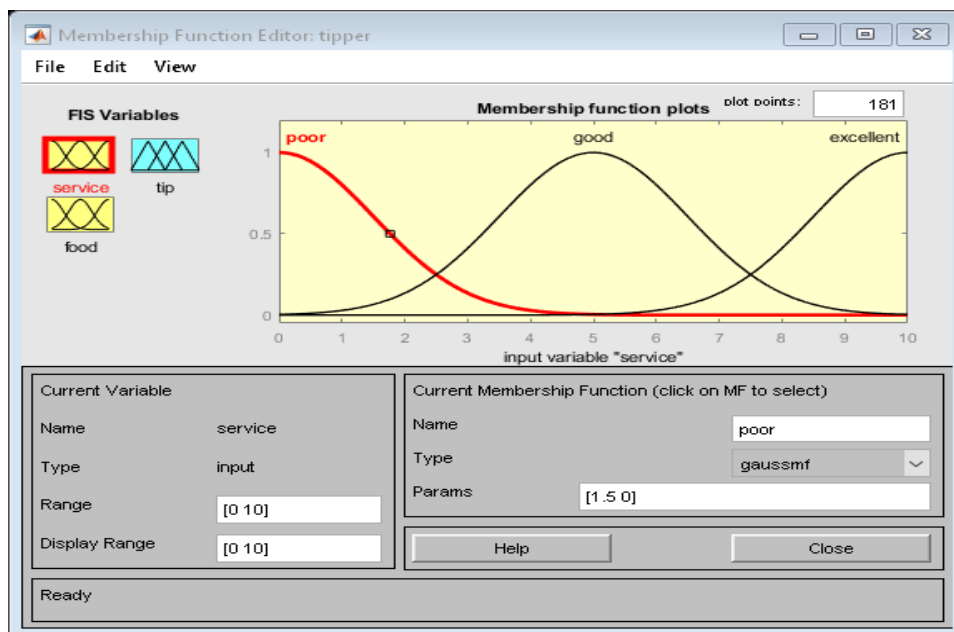 Membership Function Editor: tipper
File Edit View
FIS Variables
service
tip
food
Membership function plots
plot points:
181
poor
good
excellent
1
0.5
0
0 1 2 3 4 5 6 7 8 9 10
input variable "service"
Current Variable
Name service
Type input
Range [0 10]
Display Range [0 10]
Current Membership Function (click on MF to select)
Name poor
Type gaussmf
Params [1.5 0]
Help Close
Ready